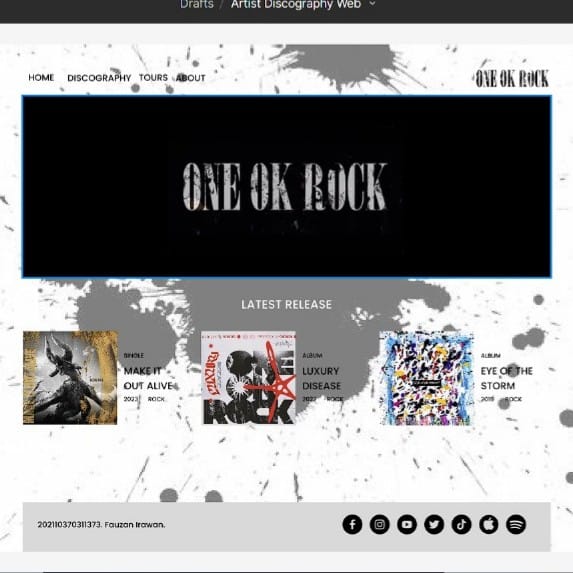 Drafts / Artist Discography Web
HOME DISCOGRAPHY TOURS ABOUT
ONE OK ROCK
ONE OK ROCK
LATEST RELEASE
SINGLE
MAKE IT
OUT ALIVE
2023 ROCK
ALBUM
LUXURY
DISEASE
2022 ROCK
ALBUM
EYE OF THE
STORM
2019 ROCK
202110370311373. Fauzan Irawan.